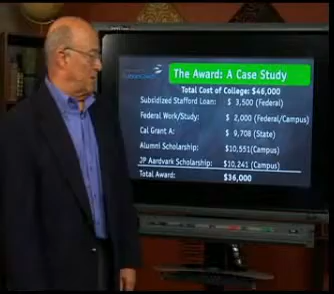 The Award: A Case Study
Total Cost of College: $46,000
Subsidized Stafford Loan: $ 3,500 (Federal)
Federal Work/Study: $ 2,000 (Federal/Campus)
Cal Grant A: $ 9,708 (State)
Alumni Scholarship: $10,551(Campus)
JP Aardvark Scholarship: $10,241 (Campus)
Total Award: $36,000